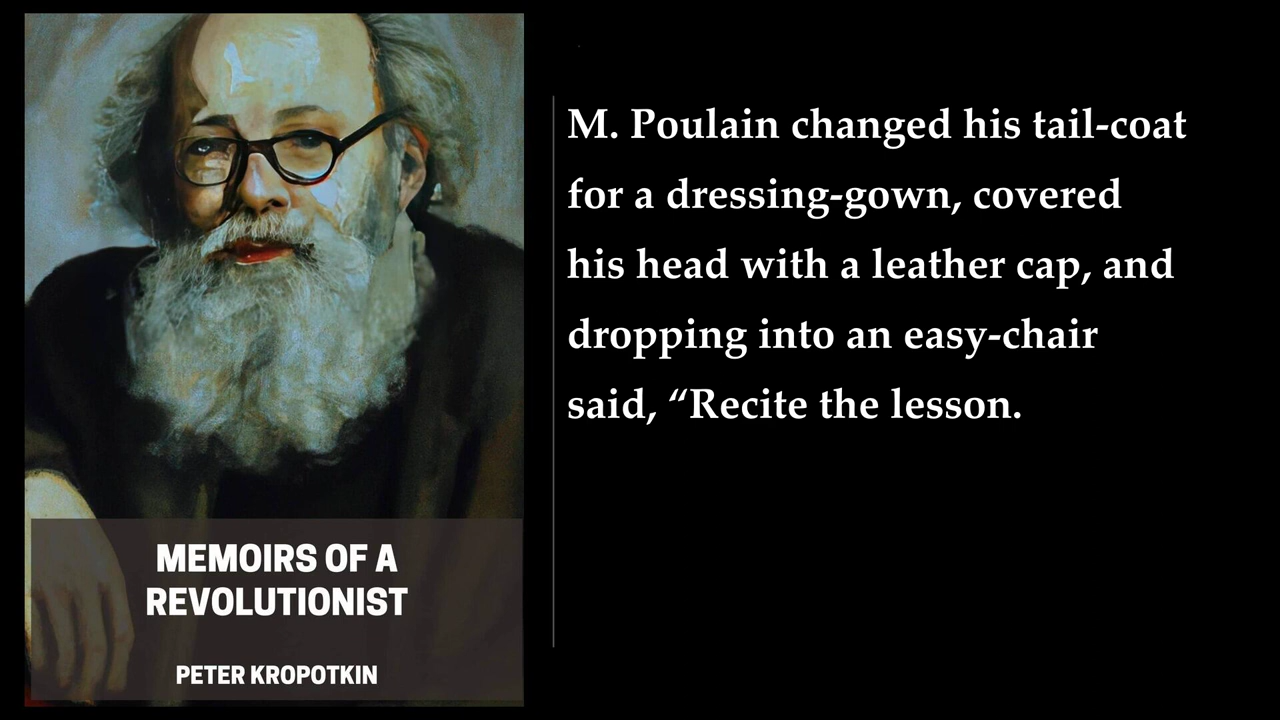 MEMOIRS OF A
REVOLUTIONIST
PETER KROPOTKIN
M. Poulain changed his tail-coat
for a dressing-gown, covered
his head with a leather cap, and
dropping into an easy-chair
said, “Recite the lesson.